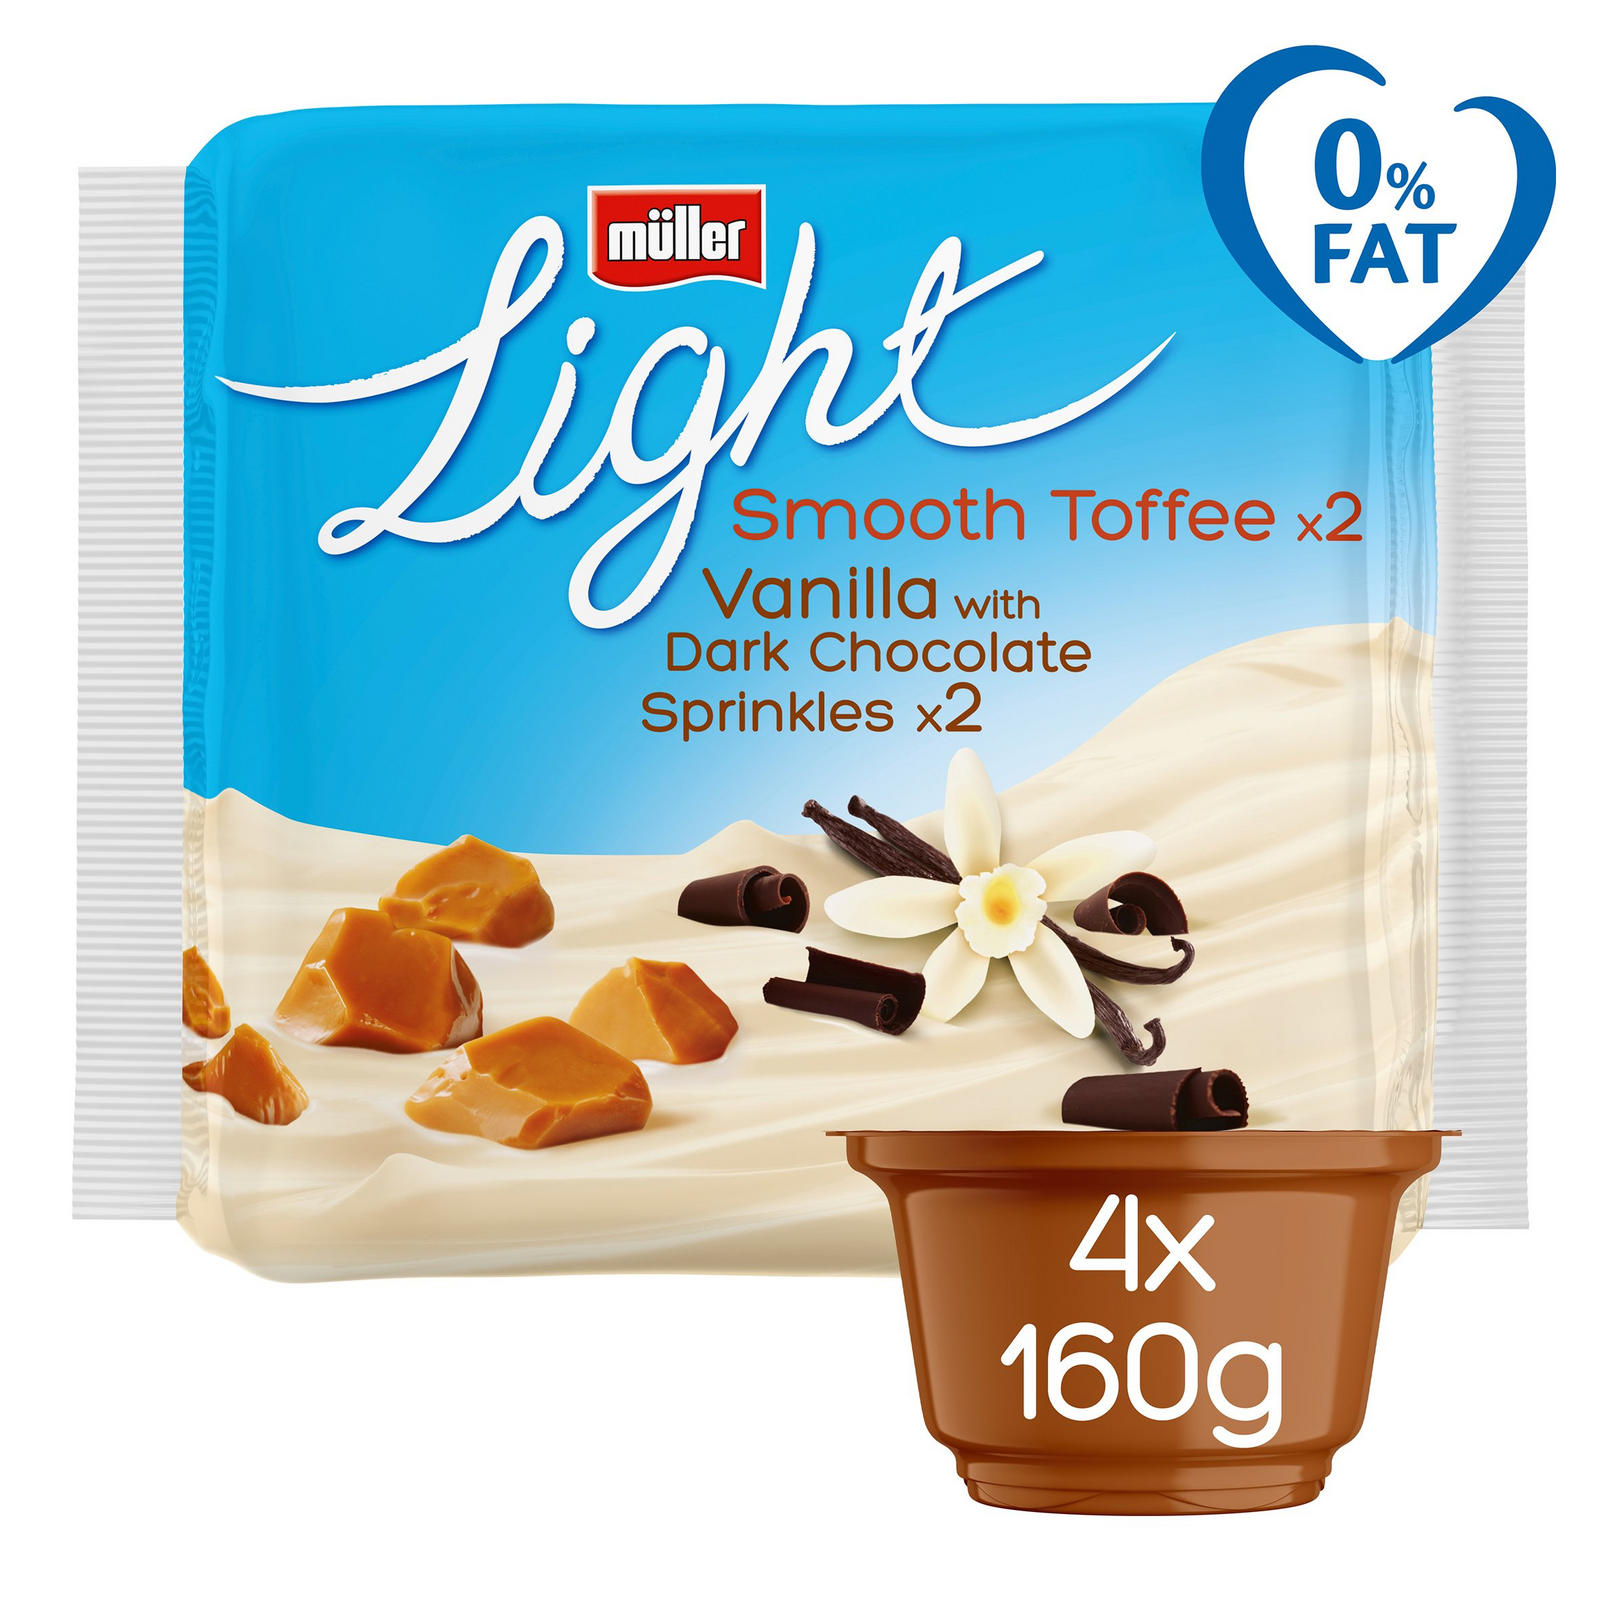 müller
Light
0%
FAT
Smooth Toffee x2
Vanilla with
Dark Chocolate
Sprinkles x2
4x
160g